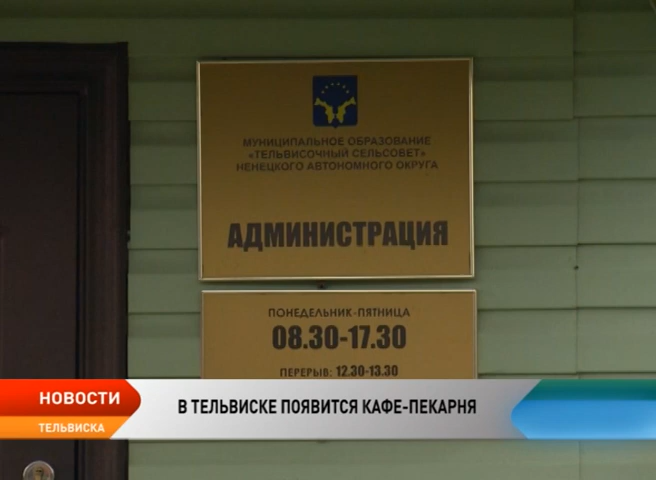 МУНИЦИПАЛЬНОЕ ОБРАЗОВАНИЕ
«ТЕЛЬВИСОЧНЫЙ СЕЛЬСОВЕТ»
НЕНЕЦКОГО АВТОНОМНОГО ОКРУГА
АДМИНИСТРАЦИЯ
ПОНЕДЕЛЬНИК-ПЯТНИЦА
08.30-17.30
ПЕРЕРЫВ: 12.30-13.30
НОВОСТИ
В ТЕЛЬВИСКЕ ПОЯВИТСЯ КАФЕ-ПЕКАРНЯ
ТЕЛЬВИСКА